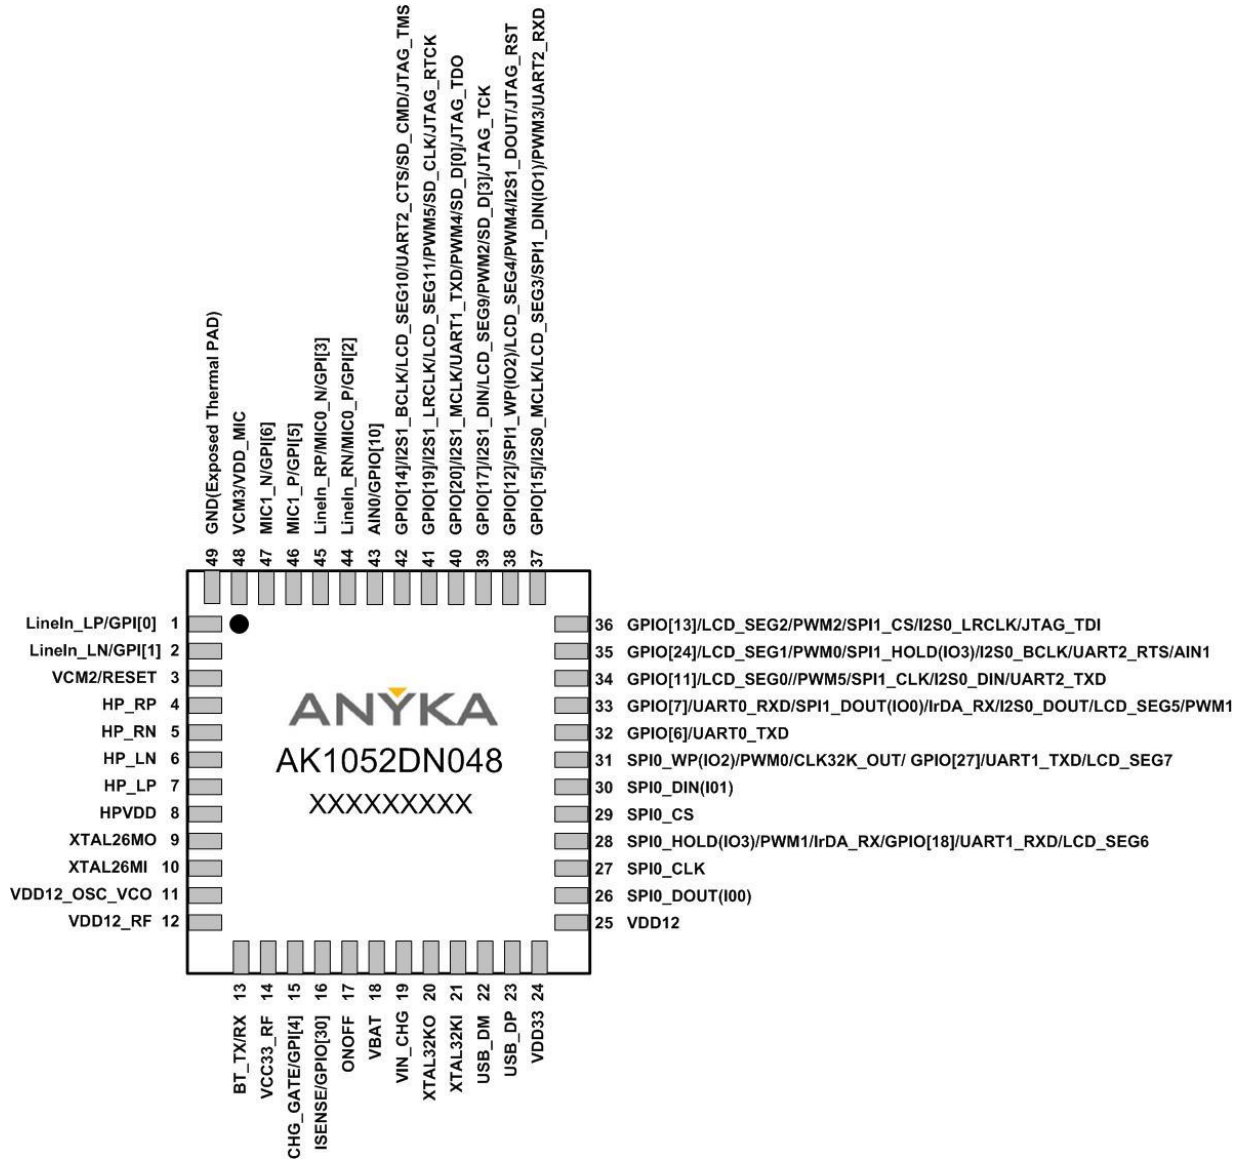 49 GND(Exposed Thermal PAD)
48 VCM3/VDD_MIC
47 MIC1_N/GPI[6]
46 MIC1_P/GPI[5]
45 LineIn_RP/MIC0_N/GPI[3]
44 LineIn_RN/MIC0_P/GPI[2]
43 AIN0/GPIO[10]
42 GPIO[14]/I2S1_BCLK/LCD_SEG10/UART2_CTS/SD_CMD/JTAG_TMS
41 GPIO[19]/I2S1_LRCLK/LCD_SEG11/PWM5/SD_CLK/JTAG_RTCK
40 GPIO[20]/I2S1_MCLK/UART1_TXD/PWM4/SD_D[0]/JTAG_TDO
39 GPIO[17]/I2S1_DIN/LCD_SEG9/PWM2/SD_D[3]/JTAG_TCK
38 GPIO[12]/SPI1_WP(IO2)/LCD_SEG4/PWM4/I2S1_DOUT/JTAG_RST
37 GPIO[15]/I2S0_MCLK/LCD_SEG3/SPI1_DIN(IO1)/PWM3/UART2_RXD
LineIn_LP/GPI[0] 1
LineIn_LN/GPI[1] 2
VCM2/RESET 3
HP_RP 4
HP_RN 5
HP_LN 6
HP_LP 7
HPVDD 8
XTAL26MO 9
XTAL26MI 10
VDD12_OSC_VCO 11
VDD12_RF 12
ANYKA
AK1052DN048
XXXXXXXXX
36 GPIO[13]/LCD_SEG2/PWM2/SPI1_CS/I2S0_LRCLK/JTAG_TDI
35 GPIO[24]/LCD_SEG1/PWM0/SPI1_HOLD(IO3)/I2S0_BCLK/UART2_RTS/AIN1
34 GPIO[11]/LCD_SEG0//PWM5/SPI1_CLK/I2S0_DIN/UART2_TXD
33 GPIO[7]/UART0_RXD/SPI1_DOUT(IO0)/IrDA_RX/I2S0_DOUT/LCD_SEG5/PWM1
32 GPIO[6]/UART0_TXD
31 SPI0_WP(IO2)/PWM0/CLK32K_OUT/ GPIO[27]/UART1_TXD/LCD_SEG7
30 SPI0_DIN(I01)
29 SPI0_CS
28 SPI0_HOLD(IO3)/PWM1/IrDA_RX/GPIO[18]/UART1_RXD/LCD_SEG6
27 SPI0_CLK
26 SPI0_DOUT(I00)
25 VDD12
BT_TX/RX 13
VCC33_RF 14
CHG_GATE/GPI[4] 15
ISENSE/GPIO[30] 16
ONOFF 17
VBAT 18
VIN_CHG 19
XTAL32KO 20
XTAL32KI 21
USB_DM 22
USB_DP 23
VDD33 24